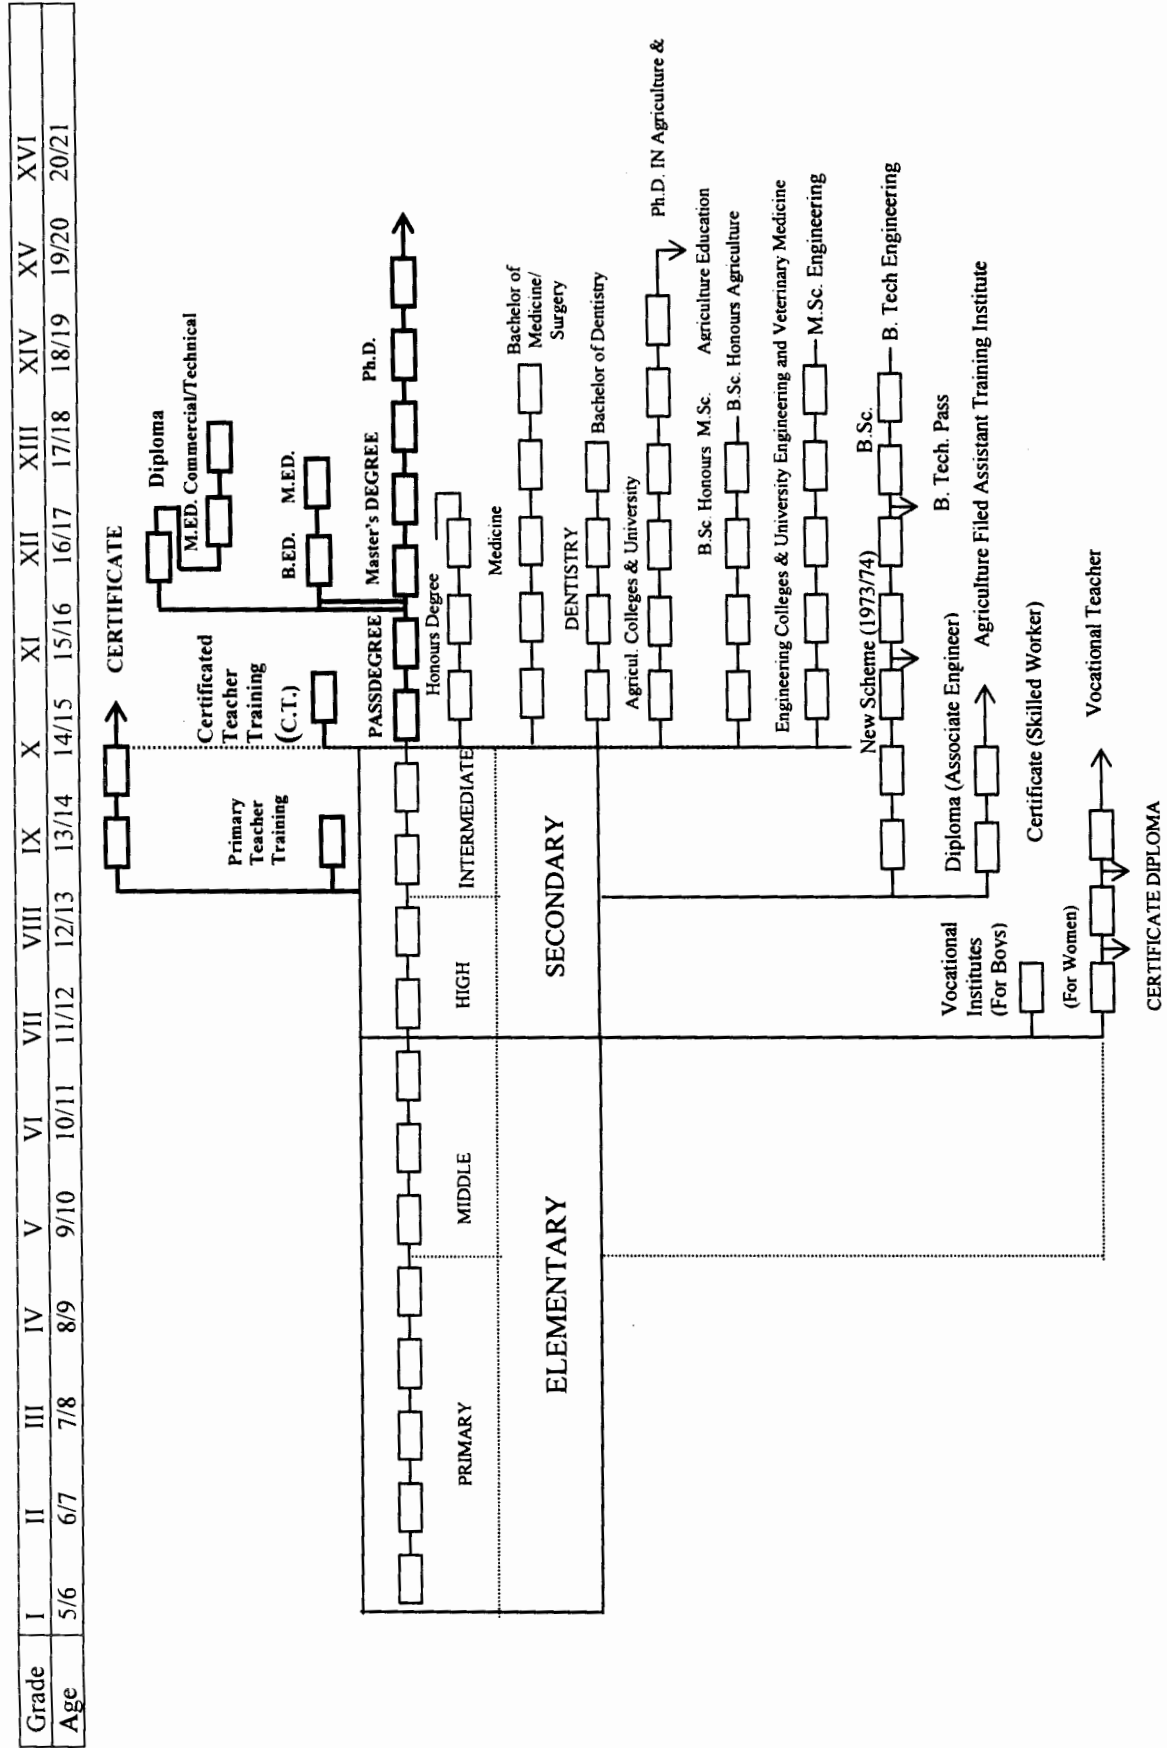 Grade I II III IV V VI VII VIII IX X XI XII XIII XIV XV XVI
Age 5/6 6/7 7/8 8/9 9/10 10/11 11/12 12/13 13/14 14/15 15/16 16/17 17/18 18/19 19/20 20/21
CERTIFICATE
Diploma
M.ED. Commercial/Technical
Primary
Teacher
Training
Certificated
Teacher
Training
(C.T.)
B.ED. M.ED.
PASSDEGREE Master's DEGREE Ph.D.
Honours Degree
PRIMARY MIDDLE HIGH INTERMEDIATE
Medicine
Bachelor of
Medicine/
Surgery
ELEMENTARY SECONDARY
DENTISTRY
Bachelor of Dentistry
Agricul. Colleges & University
Ph.D. IN Agriculture &
B.Sc. Honours M.Sc. Agriculture Education
B.Sc. Honours Agriculture
Engineering Colleges & University Engineering and Veterinary Medicine
M.Sc. Engineering
New Scheme (1973/74) B.Sc.
B. Tech Engineering
B. Tech. Pass
Diploma (Associate Engineer)
Agriculture Filed Assistant Training Institute
Vocational
Institutes
(For Boys)
Certificate (Skilled Worker)
(For Women)
Vocational Teacher
CERTIFICATE DIPLOMA